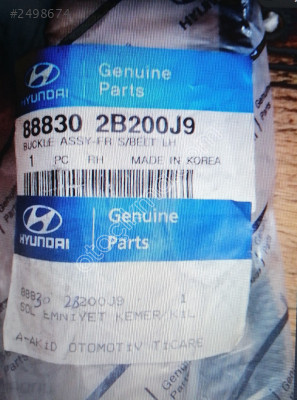 #2498674
HYUNDAI
Genuine
Parts
88830 2B200J9
BUCKLE ASSY-FR S/BELT LH
1 PC RH MADE IN KOREA
HYUNDAI
Genuine
Parts
88830 2B200J9 1
SOL EMNIYET KEMER/KIL
A-AKID OTOMOTIV TICARE